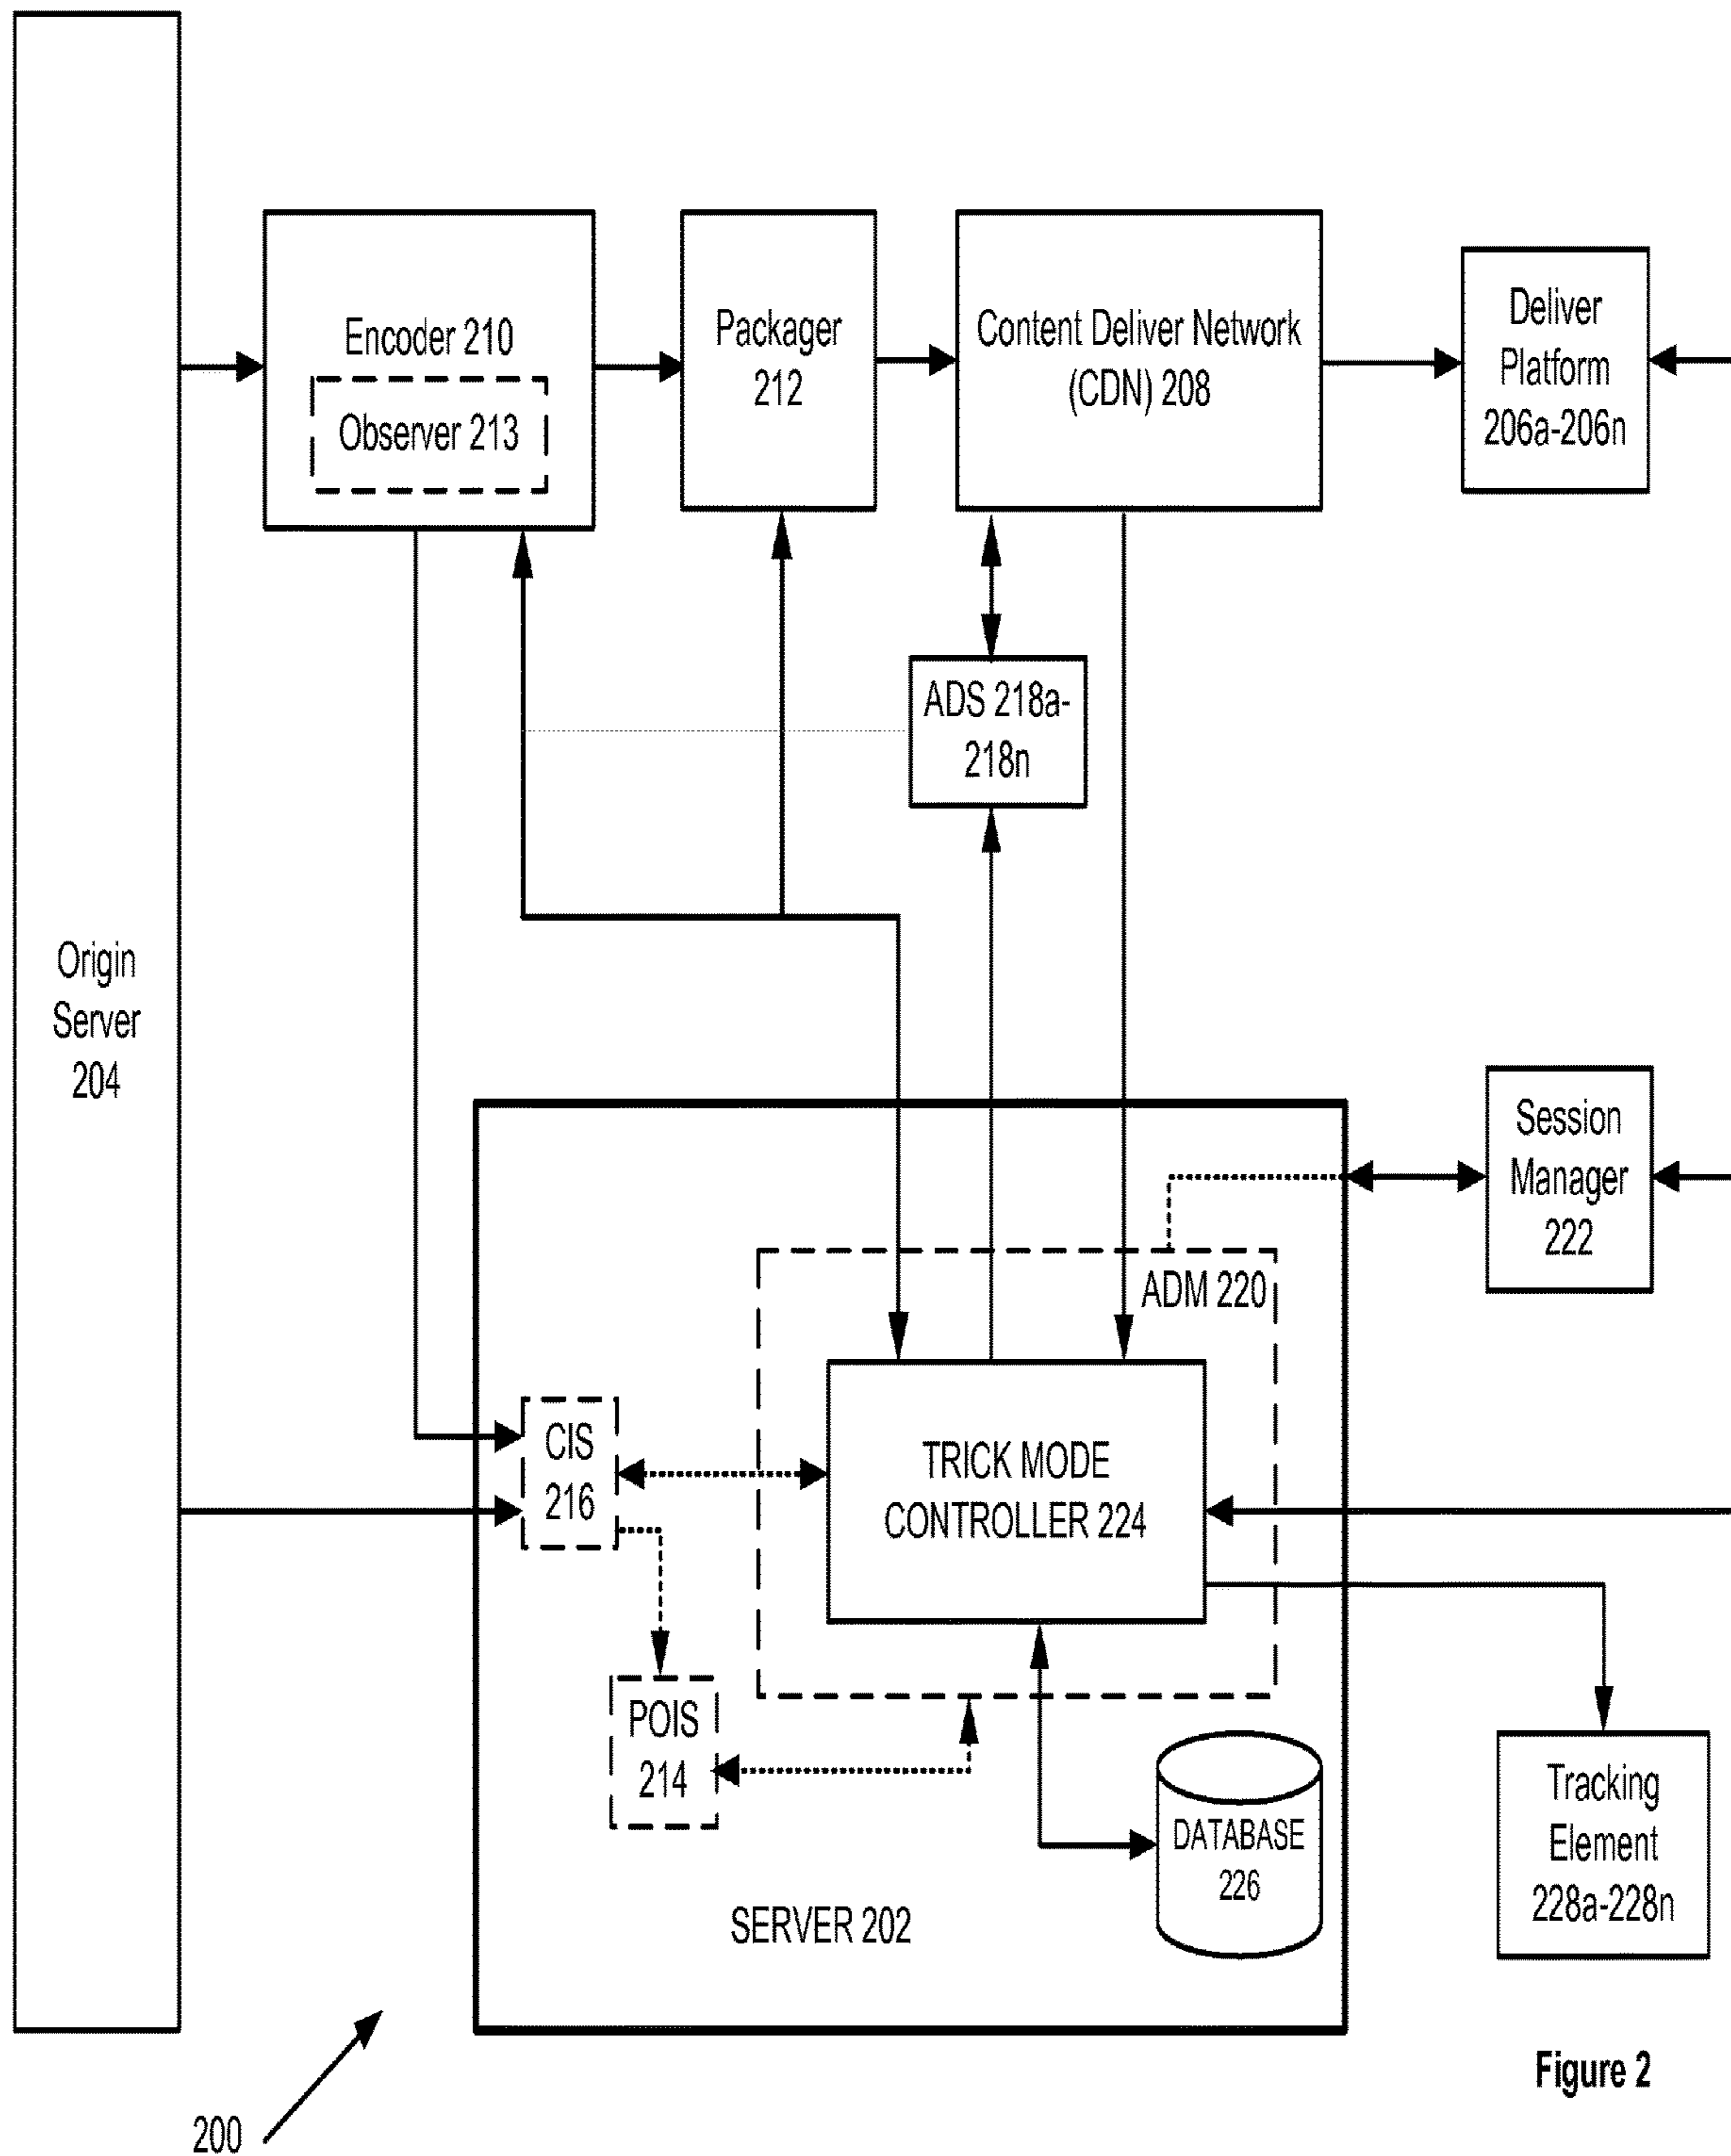 Encoder 210
Observer 213
Packager
212
Content Deliver Network
(CDN) 208
Deliver
Platform
206a-206n
ADS 218a-
218n
Origin
Server
204
Session
Manager
222
ADM 220
CIS
216
TRICK MODE
CONTROLLER 224
POIS
214
DATABASE
226
Tracking
Element
228a-228n
SERVER 202
Figure 2
200